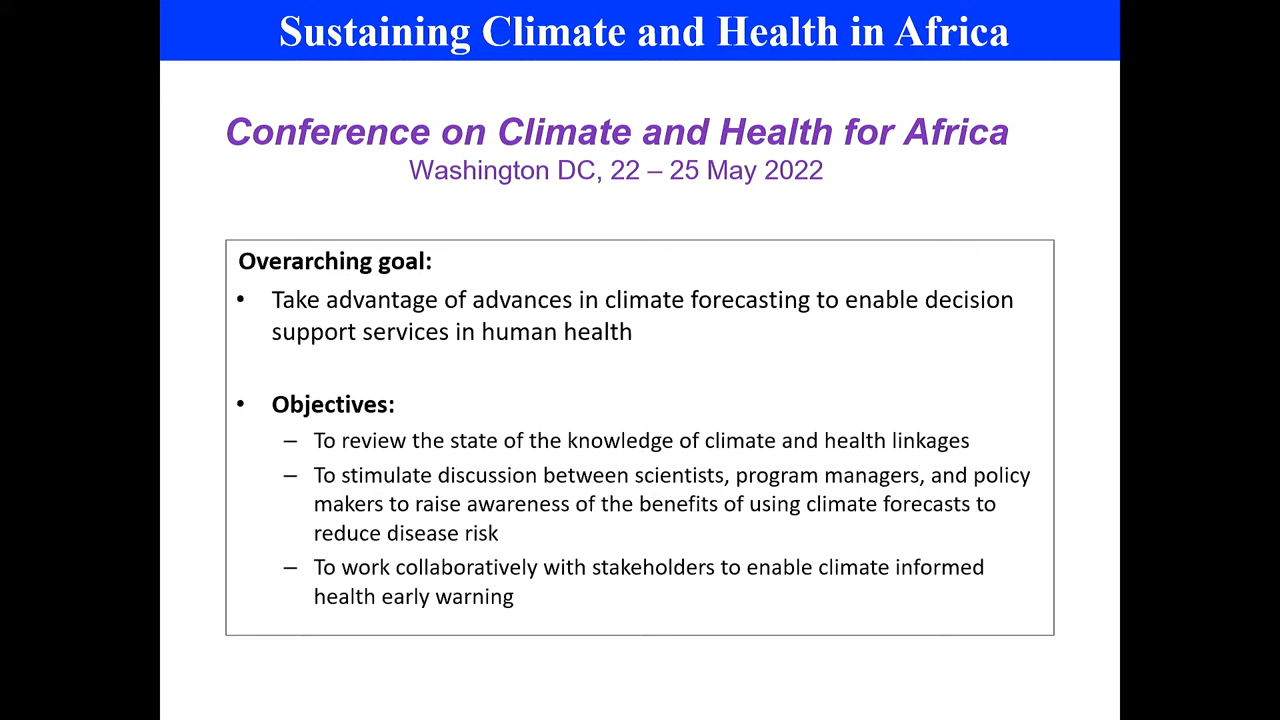 Sustaining Climate and Health in Africa
Conference on Climate and Health for Africa
Washington DC, 22 – 25 May 2022
Overarching goal:
• Take advantage of advances in climate forecasting to enable decision
support services in human health
• Objectives:
– To review the state of the knowledge of climate and health linkages
– To stimulate discussion between scientists, program managers, and policy
makers to raise awareness of the benefits of using climate forecasts to
reduce disease risk
– To work collaboratively with stakeholders to enable climate informed
health early warning